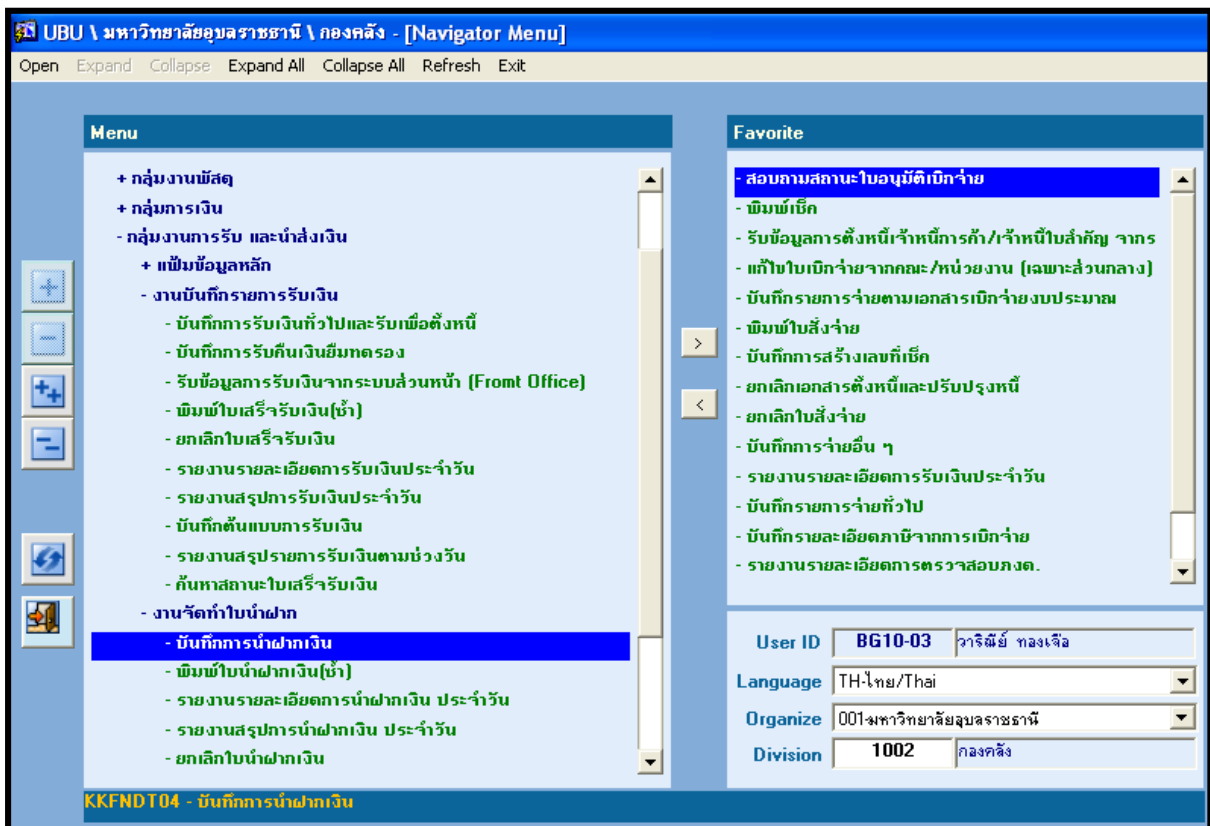 UBU \ มหาวิทยาลัยอุบลราชธานี \ กองคลัง - [Navigator Menu]
Open Expand Collapse Expand All Collapse All Refresh Exit
Menu
+ กลุ่มงานพัสดุ
+ กลุ่มการเงิน
- กลุ่มงานการรับ และนำส่งเงิน
+ แฟ้มข้อมูลหลัก
- งานบันทึกรายการรับเงิน
- บันทึกการรับเงินทั่วไปและรับเพื่อตั้งหนี้
- บันทึกการรับคืนเงินยืมทดรอง
- รับข้อมูลการรับเงินจากระบบส่วนหน้า (Fromt Office)
- พิมพ์ใบเสร็จรับเงิน(ซ้ำ)
- ยกเลิกใบเสร็จรับเงิน
- รายงานรายละเอียดการรับเงินประจำวัน
- รายงานสรุปการรับเงินประจำวัน
- บันทึกต้นแบบการรับเงิน
- รายงานสรุปรายการรับเงินตามช่วงวัน
- ค้นหาสถานะใบเสร็จรับเงิน
- งานจัดทำใบนำฝาก
- บันทึกการนำฝากเงิน
- พิมพ์ใบนำฝากเงิน(ซ้ำ)
- รายงานรายละเอียดการนำฝากเงิน ประจำวัน
- รายงานสรุปการนำฝากเงิน ประจำวัน
- ยกเลิกใบนำฝากเงิน
>
<
Favorite
- สอบถามสถานะใบอนุมัติเบิกจ่าย
- พิมพ์เช็ค
- รับข้อมูลการตั้งหนี้เจ้าหนี้การค้า/เจ้าหนี้ใบสำคัญ จากร
- แก้ไขใบเบิกจ่ายจากคณะ/หน่วยงาน (เฉพาะส่วนกลาง)
- บันทึกรายการจ่ายตามเอกสารเบิกจ่ายงบประมาณ
- พิมพ์ใบสั่งจ่าย
- บันทึกการสร้างเลขที่เช็ค
- ยกเลิกเอกสารตั้งหนี้และปรับปรุงหนี้
- ยกเลิกใบสั่งจ่าย
- บันทึกการจ่ายอื่น ๆ
- รายงานรายละเอียดการรับเงินประจำวัน
- บันทึกรายการจ่ายทั่วไป
- บันทึกรายละเอียดภาษีจากการเบิกจ่าย
- รายงานรายละเอียดการตรวจสอบภงด.
User ID BG10-03 วาริณีย์ ทองเจือ
Language TH-ไทย/Thai
Organize 001-มหาวิทยาลัยอุบลราชธานี
Division 1002 กองคลัง
KKFNDT04 - บันทึกการนำฝากเงิน